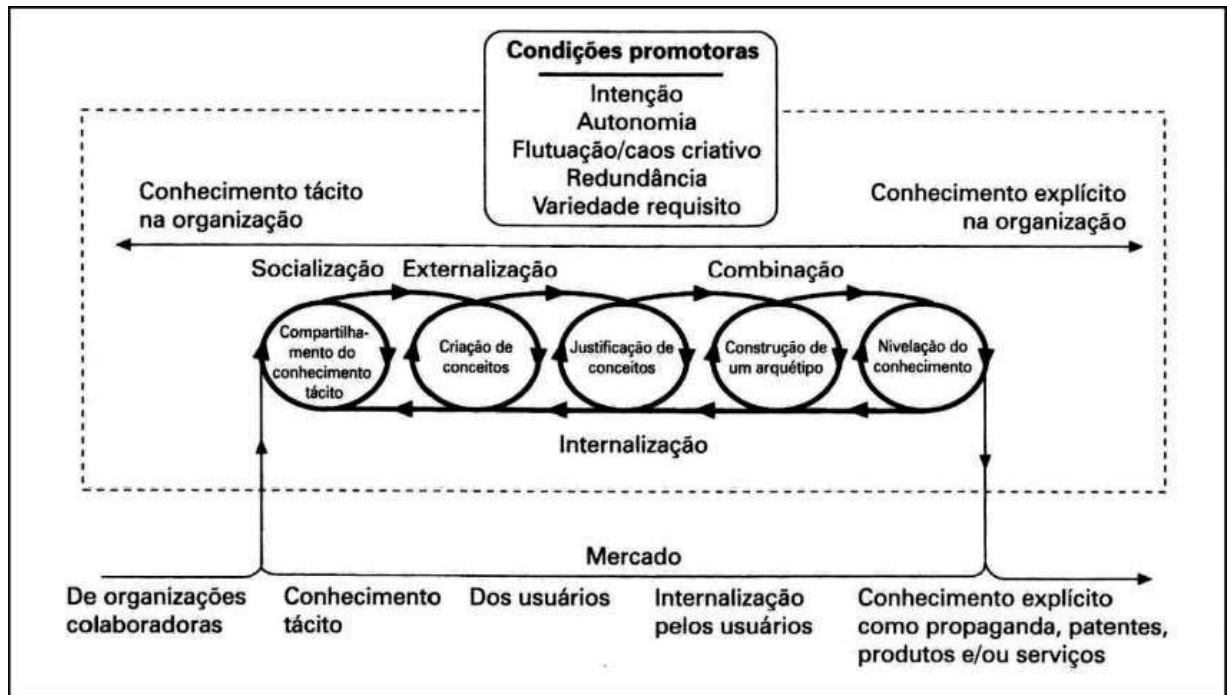 Condições promotoras
Intenção
Autonomia
Flutuação/caos criativo
Redundância
Variedade requisito
Conhecimento tácito
na organização
Conhecimento explícito
na organização
Socialização
Externalização
Combinação
Compartilha-
mento do
conhecimento
tácito
Criação de
conceitos
Justificação de
conceitos
Construção de
um arquétipo
Nivelação do
conhecimento
Internalização
Mercado
De organizações
colaboradoras
Conhecimento
tácito
Dos usuários
Internalização
pelos usuários
Conhecimento explícito
como propaganda, patentes,
produtos e/ou serviços